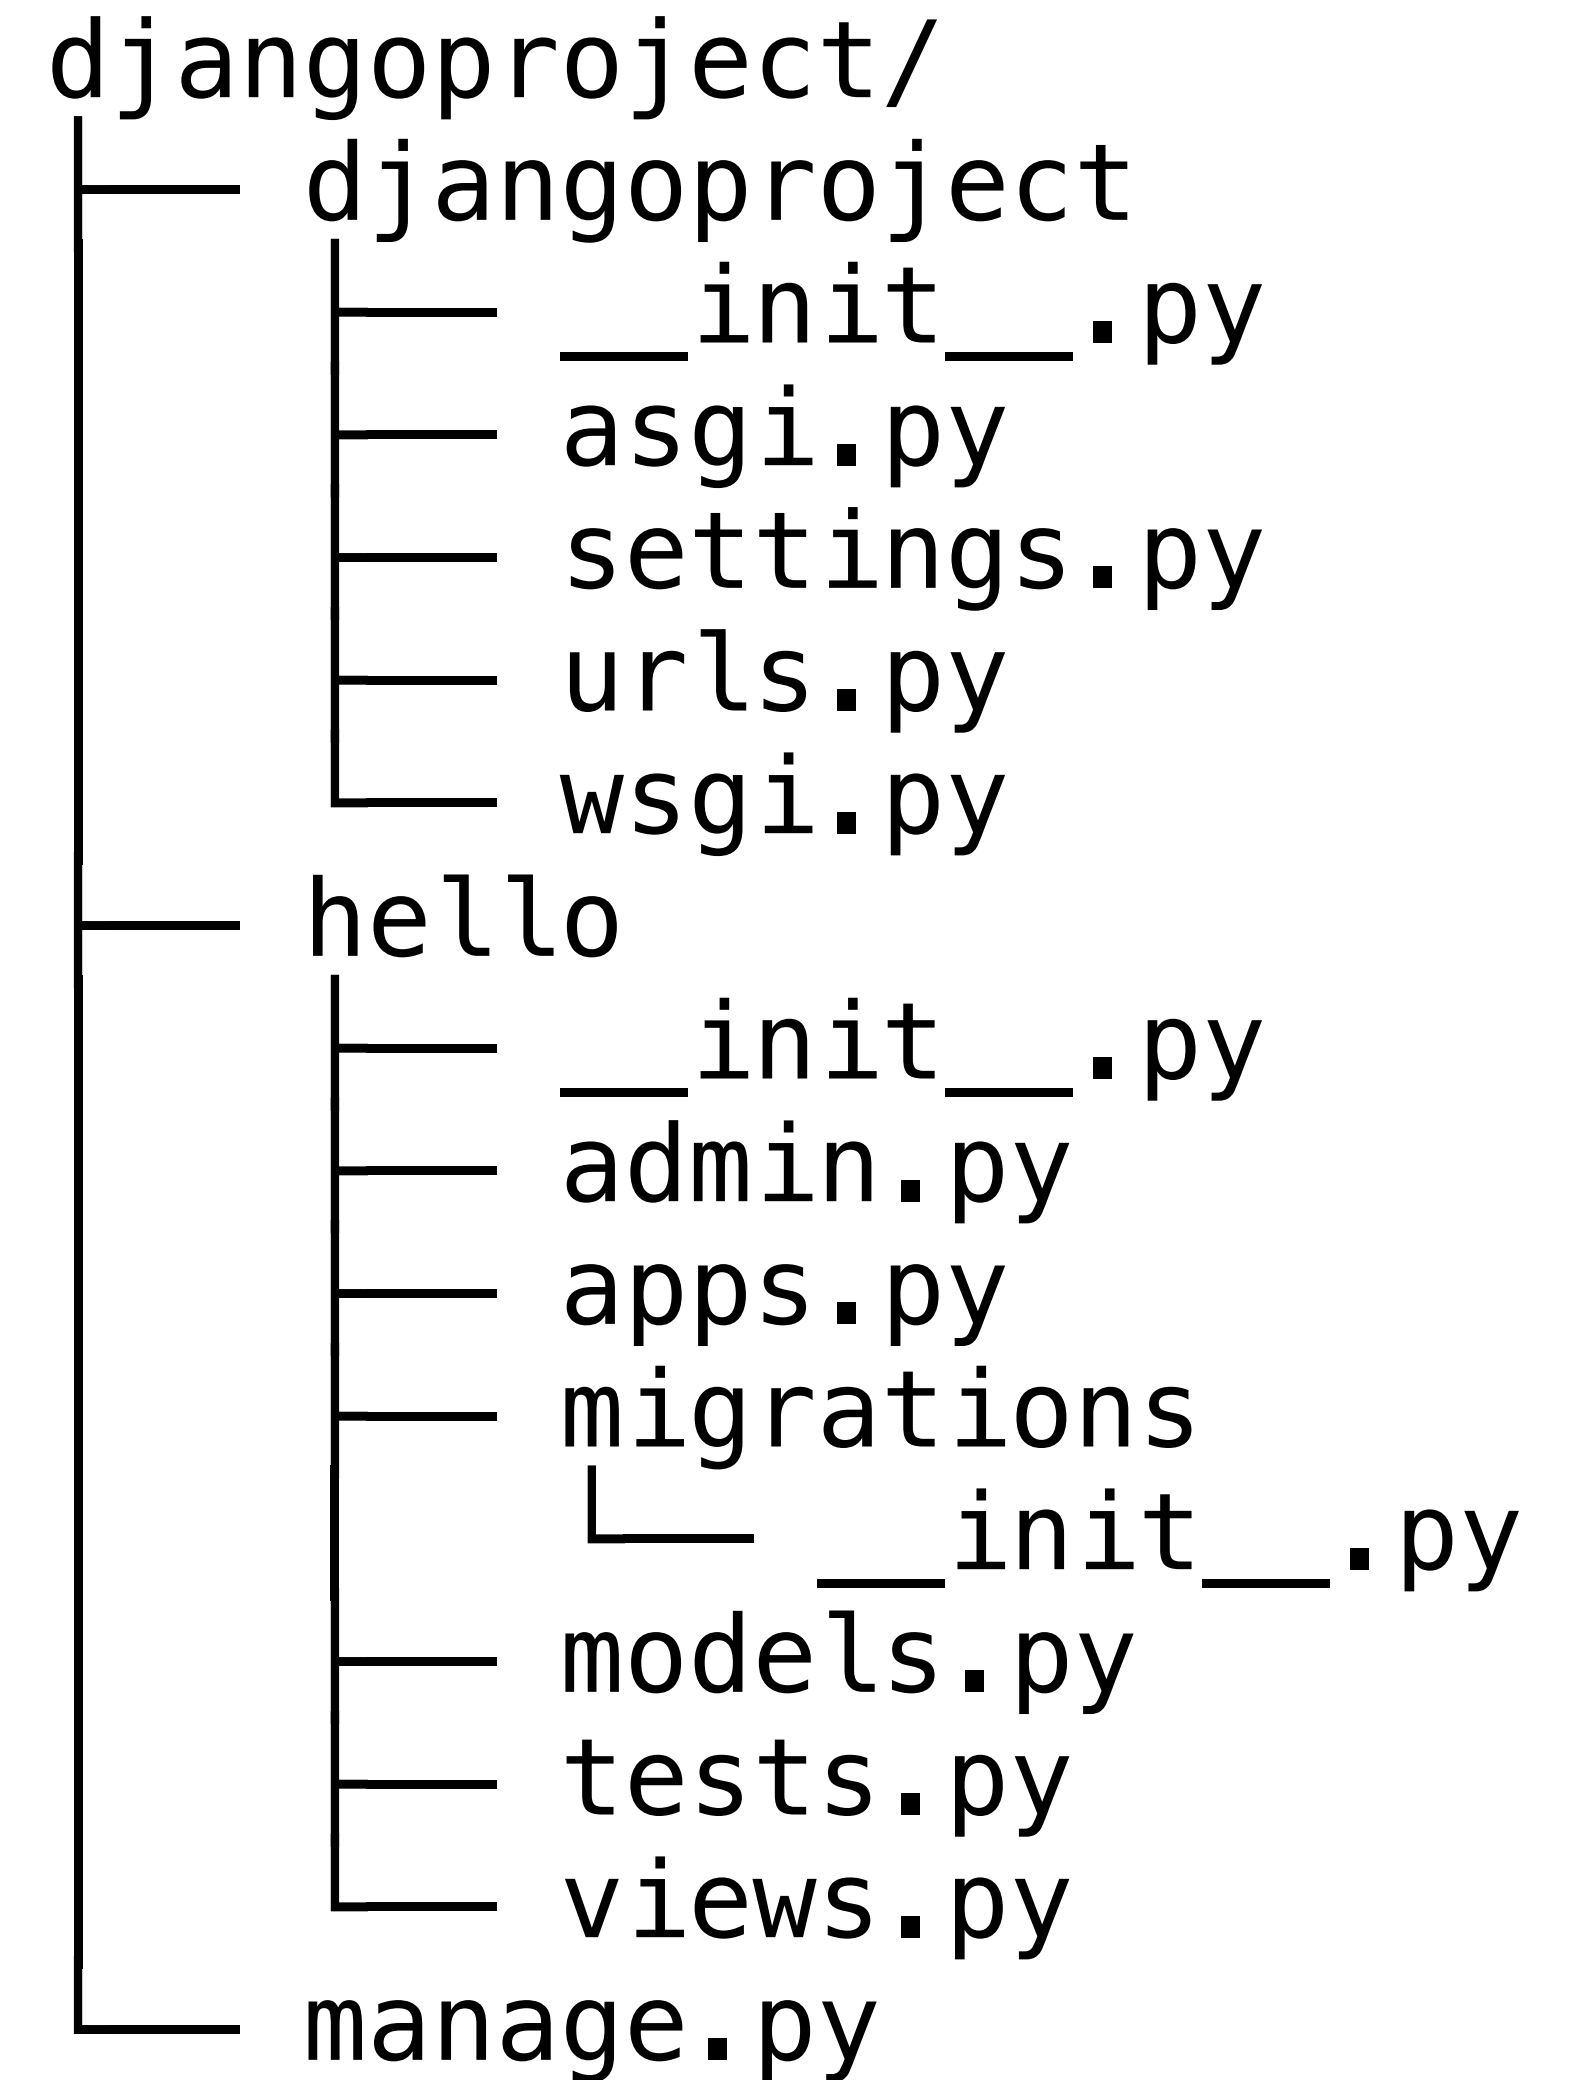 djangoproject/
├── djangoproject
│   ├── __init__.py
│   ├── asgi.py
│   ├── settings.py
│   ├── urls.py
│   └── wsgi.py
├── hello
│   ├── __init__.py
│   ├── admin.py
│   ├── apps.py
│   ├── migrations
│   │   └── __init__.py
│   ├── models.py
│   ├── tests.py
│   └── views.py
└── manage.py